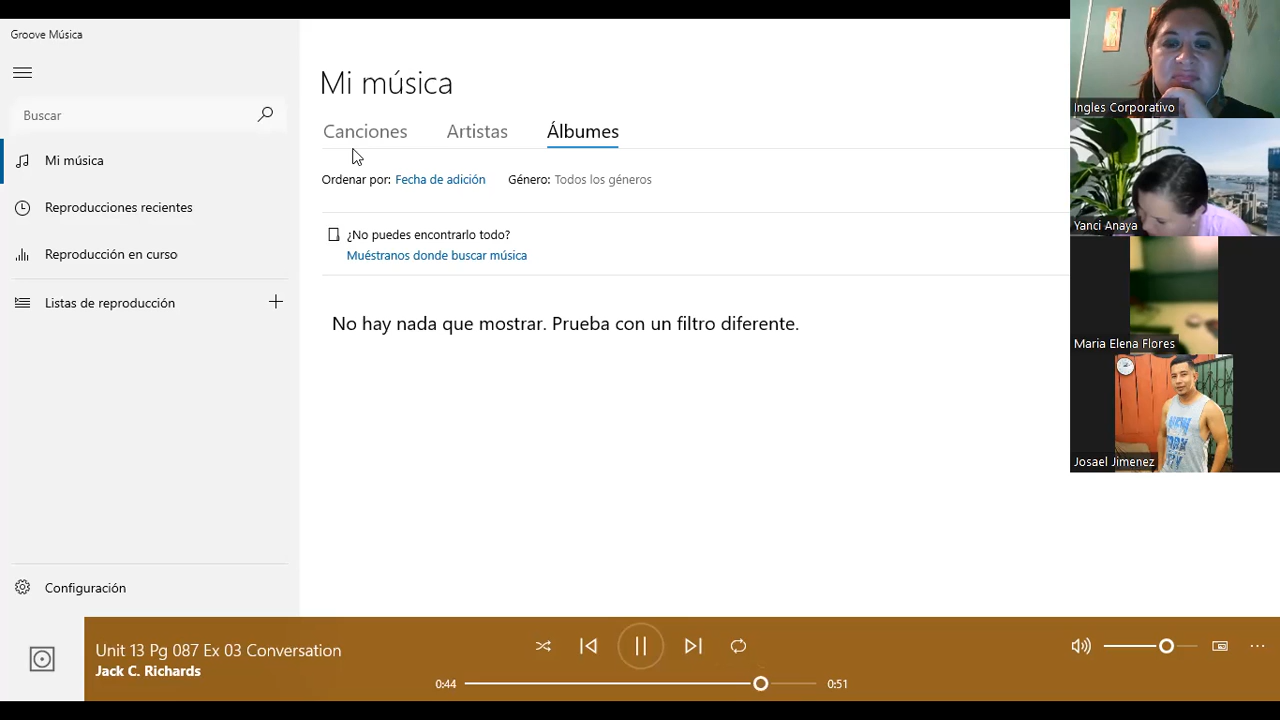 Groove Música
Buscar
Mi música
Reproducciones recientes
Reproducción en curso
Listas de reproducción
Configuración
Mi música
Canciones
Artistas
Álbumes
Ordenar por: Fecha de adición
Género: Todos los géneros
¿No puedes encontrarlo todo?
Muéstranos donde buscar música
No hay nada que mostrar. Prueba con un filtro diferente.
Unit 13 Pg 087 Ex 03 Conversation
Jack C. Richards
0:44
0:51
Ingles Corporativo
Yanci Anaya
Maria Elena Flores
Josael Jimenez